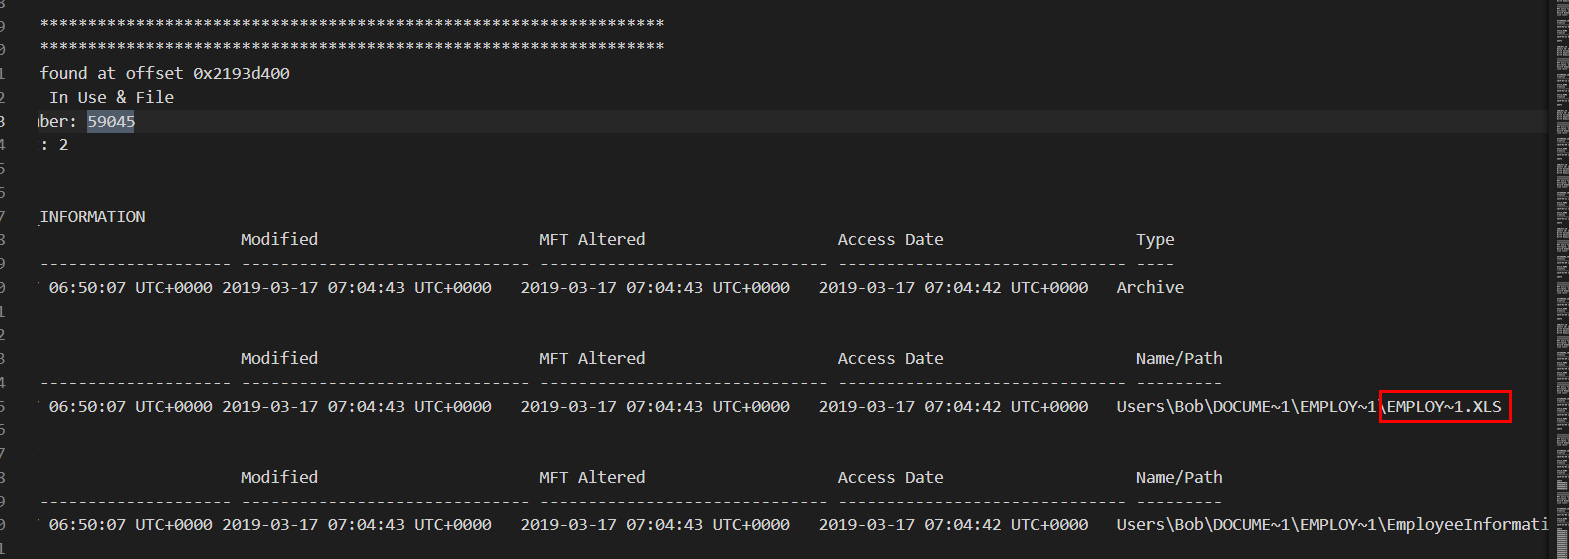 *****************************************************************
*****************************************************************
found at offset 0x2193d400
In Use & File
ber: 59045
: 2
_INFORMATION
Modified MFT Altered Access Date Type
-------------------- ------------------------------ ------------------------------ ------------------------------ ----
06:50:07 UTC+0000 2019-03-17 07:04:43 UTC+0000 2019-03-17 07:04:43 UTC+0000 2019-03-17 07:04:42 UTC+0000 Archive
Modified MFT Altered Access Date Name/Path
-------------------- ------------------------------ ------------------------------ ------------------------------ ---------
06:50:07 UTC+0000 2019-03-17 07:04:43 UTC+0000 2019-03-17 07:04:43 UTC+0000 2019-03-17 07:04:42 UTC+0000 Users\Bob\DOCUME~1\EMPLOY~1\EMPLOY~1.XLS
Modified MFT Altered Access Date Name/Path
-------------------- ------------------------------ ------------------------------ ------------------------------ ---------
06:50:07 UTC+0000 2019-03-17 07:04:43 UTC+0000 2019-03-17 07:04:43 UTC+0000 2019-03-17 07:04:42 UTC+0000 Users\Bob\DOCUME~1\EMPLOY~1\EmployeeInformati